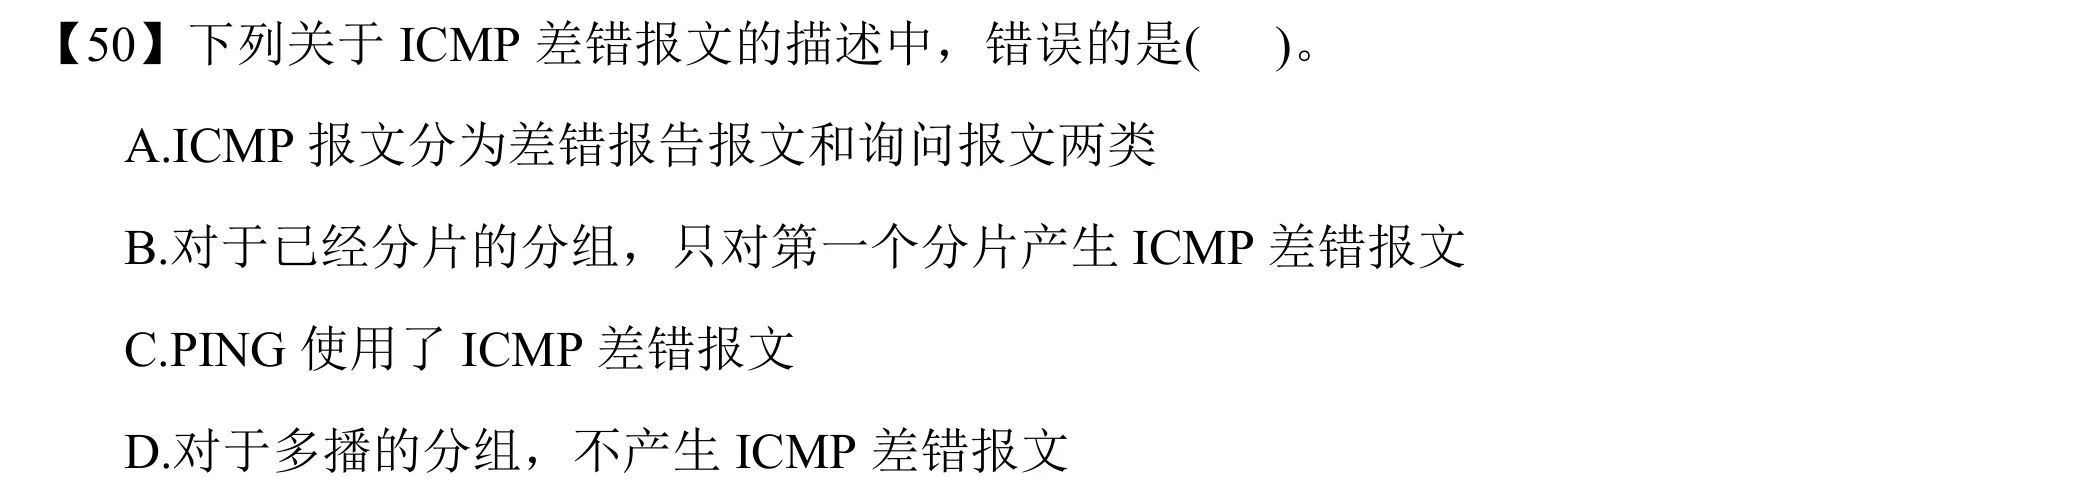 【50】下列关于 ICMP 差错报文的描述中，错误的是(  )。
A.ICMP 报文分为差错报告报文和询问报文两类
B.对于已经分片的分组，只对第一个分片产生 ICMP 差错报文
C.PING 使用了 ICMP 差错报文
D.对于多播的分组，不产生 ICMP 差错报文